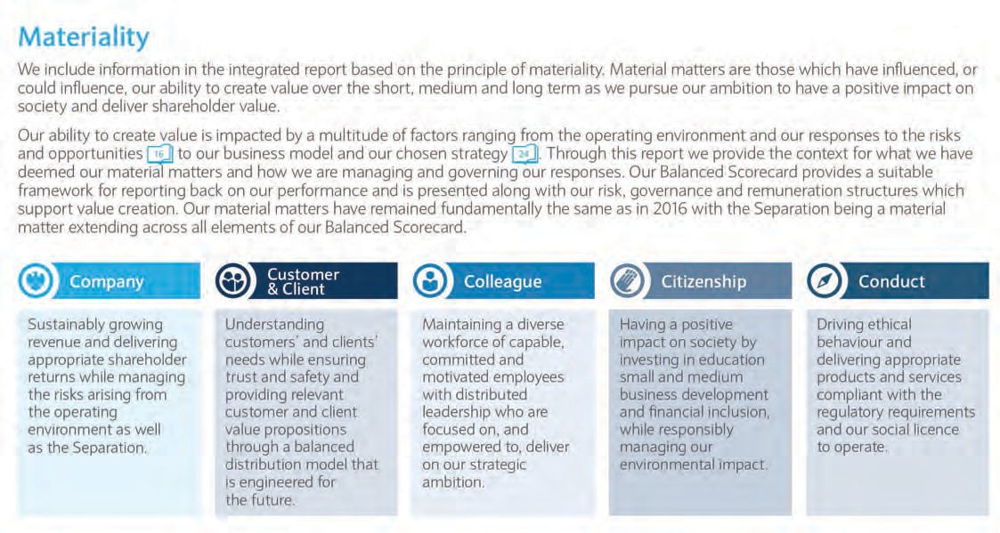 Materiality
We include information in the integrated report based on the principle of materiality. Material matters are those which have influenced, or
could influence, our ability to create value over the short, medium and long term as we pursue our ambition to have a positive impact on
society and deliver shareholder value.
Our ability to create value is impacted by a multitude of factors ranging from the operating environment and our responses to the risks
and opportunities 16 to our business model and our chosen strategy 24. Through this report we provide the context for what we have
deemed our material matters and how we are managing and governing our responses. Our Balanced Scorecard provides a suitable
framework for reporting back on our performance and is presented along with our risk, governance and remuneration structures which
support value creation. Our material matters have remained fundamentally the same as in 2016 with the Separation being a material
matter extending across all elements of our Balanced Scorecard.
Company
Sustainably growing
revenue and delivering
appropriate shareholder
returns while managing
the risks arising from
the operating
environment as well
as the Separation.
Customer
& Client
Understanding
customers' and clients'
needs while ensuring
trust and safety and
providing relevant
customer and client
value propositions
through a balanced
distribution model that
is engineered for
the future.
Colleague
Maintaining a diverse
workforce of capable,
committed and
motivated employees
with distributed
leadership who are
focused on, and
empowered to, deliver
on our strategic
ambition.
Citizenship
Having a positive
impact on society by
investing in education
small and medium
business development
and financial inclusion,
while responsibly
managing our
environmental impact.
Conduct
Driving ethical
behaviour and
delivering appropriate
products and services
compliant with the
regulatory requirements
and our social licence
to operate.